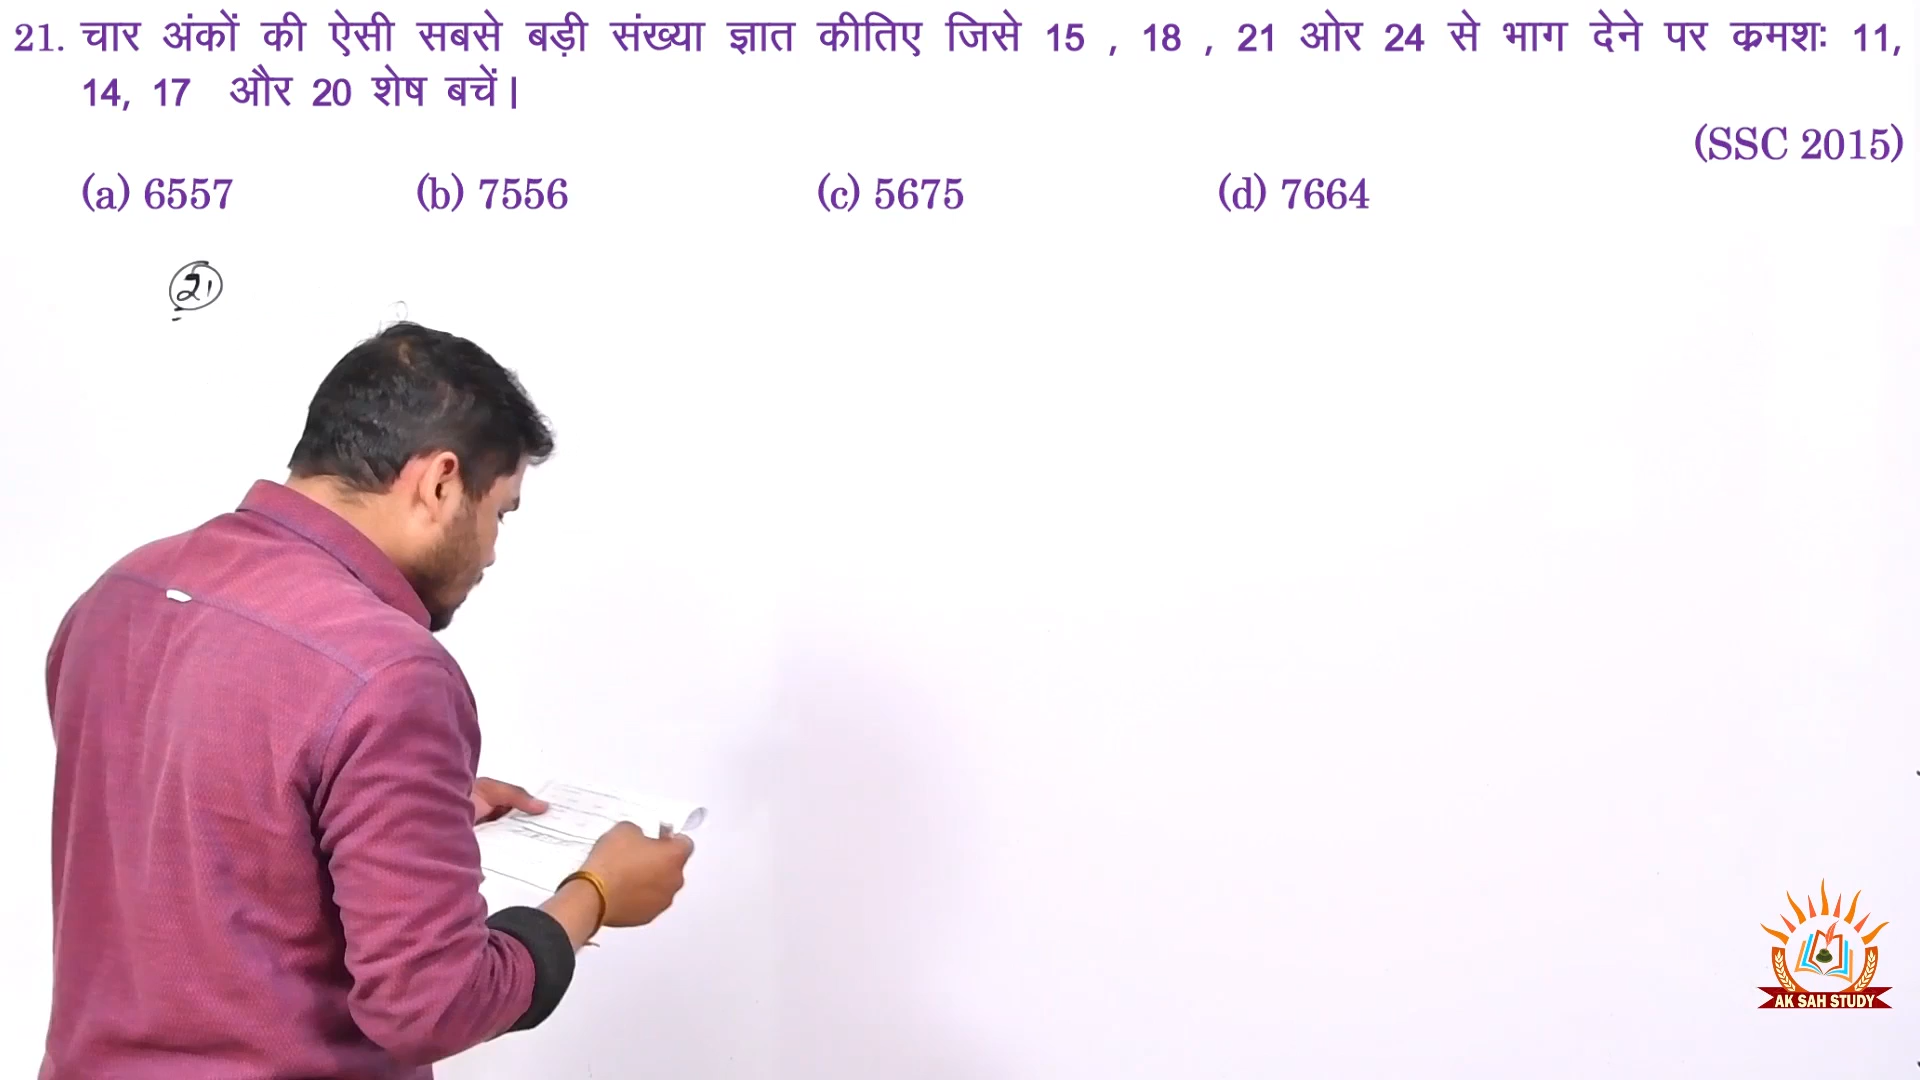 21. चार अंकों की ऐसी सबसे बड़ी संख्या ज्ञात कीतिए जिसे 15 , 18 , 21 ओर 24 से भाग देने पर क्रमशः 11,
14, 17 और 20 शेष बचें।
(SSC 2015)
(a) 6557 (b) 7556 (c) 5675 (d) 7664
21
AK SAH STUDY